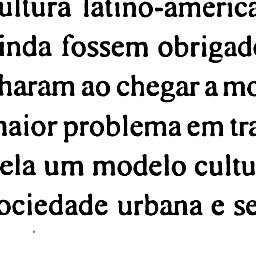 ultura latino-america
inda fossem obrigad
haram ao chegar a mo
naior problema em tra
ela um modelo cultu
ociedade urbana e se